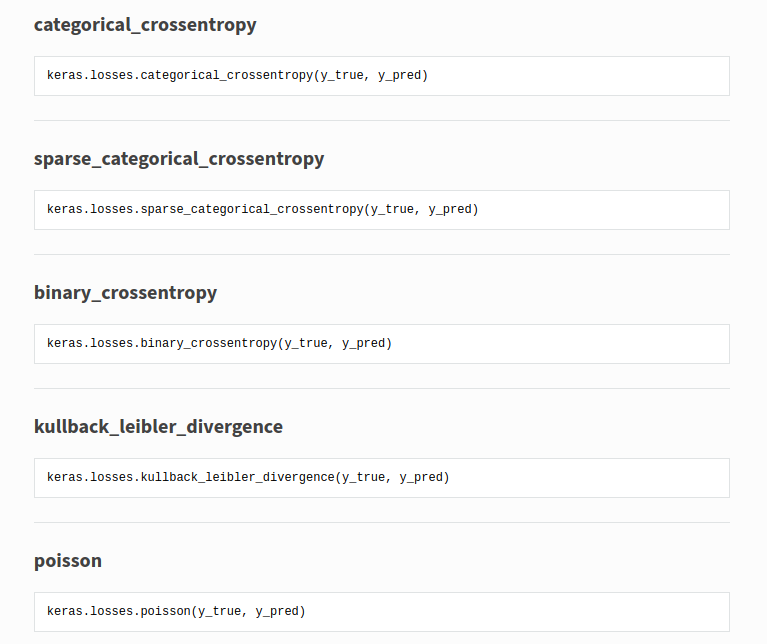 categorical_crossentropy
keras.losses.categorical_crossentropy(y_true, y_pred)
sparse_categorical_crossentropy
keras.losses.sparse_categorical_crossentropy(y_true, y_pred)
binary_crossentropy
keras.losses.binary_crossentropy(y_true, y_pred)
kullback_leibler_divergence
keras.losses.kullback_leibler_divergence(y_true, y_pred)
poisson
keras.losses.poisson(y_true, y_pred)